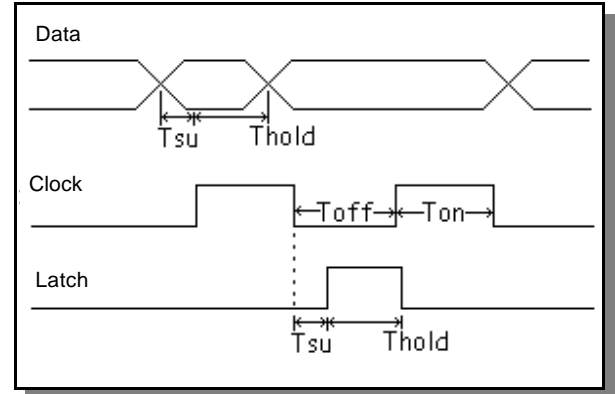 Data
Tsu Thold
Clock
Toff Ton
Latch
Tsu Thold